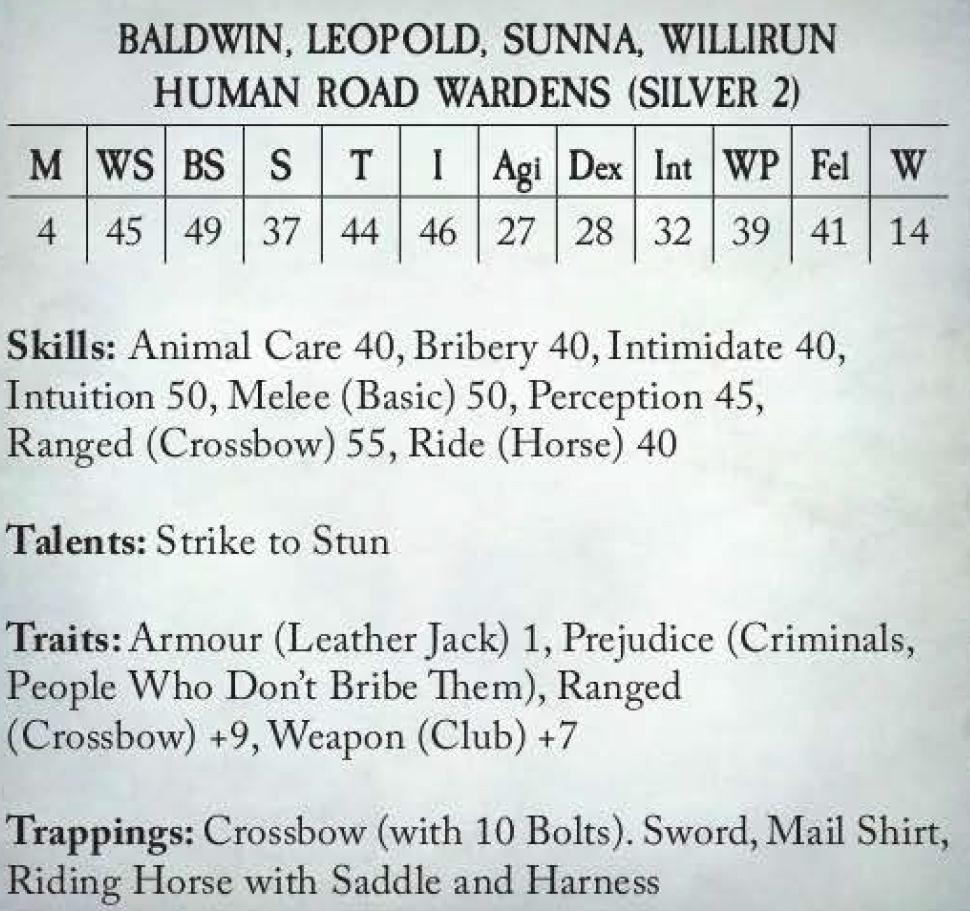 BALDWIN, LEOPOLD, SUNNA, WILLIRUN
HUMAN ROAD WARDENS (SILVER 2)
M WS BS S T I Agi Dex Int WP Fel W
4 45 49 37 44 46 27 28 32 39 41 14
Skills: Animal Care 40, Bribery 40, Intimidate 40,
Intuition 50, Melee (Basic) 50, Perception 45,
Ranged (Crossbow) 55, Ride (Horse) 40
Talents: Strike to Stun
Traits: Armour (Leather Jack) 1, Prejudice (Criminals,
People Who Don't Bribe Them), Ranged
(Crossbow) +9, Weapon (Club) +7
Trappings: Crossbow (with 10 Bolts). Sword, Mail Shirt,
Riding Horse with Saddle and Harness